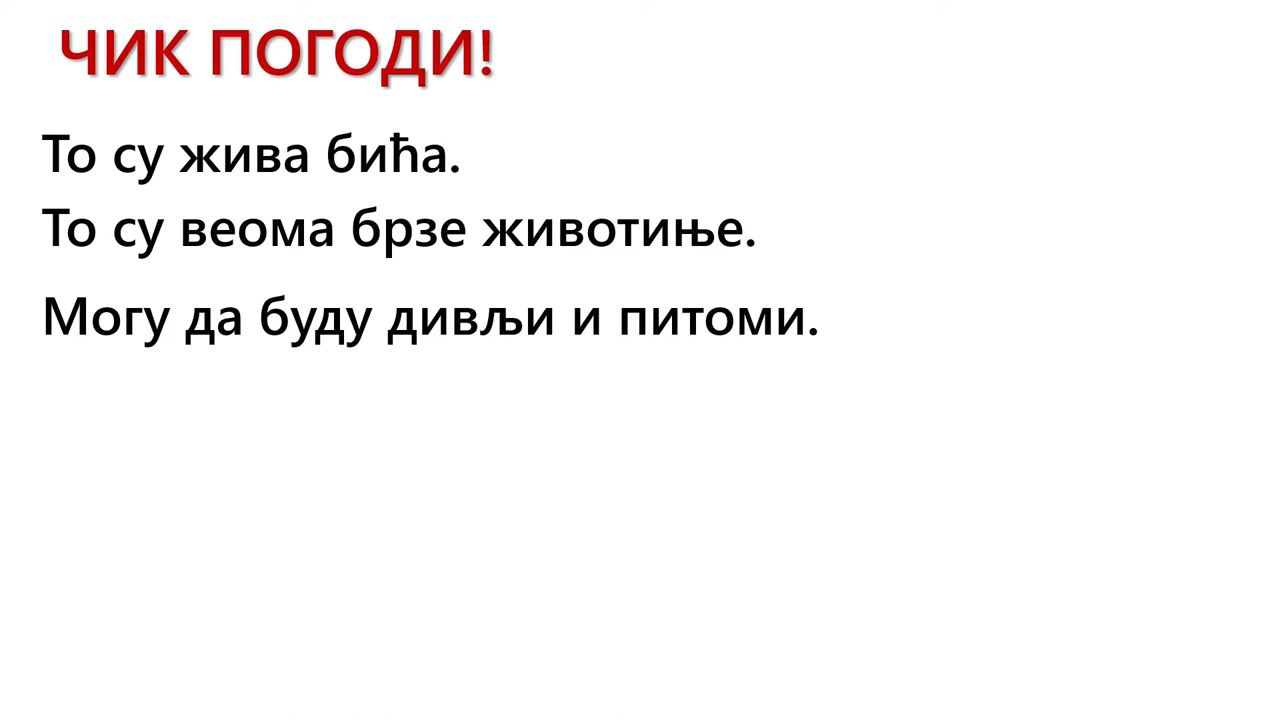 ЧИК ПОГОДИ!
То су жива бића.
То су веома брзе животиње.
Могу да буду дивљи и питоми.